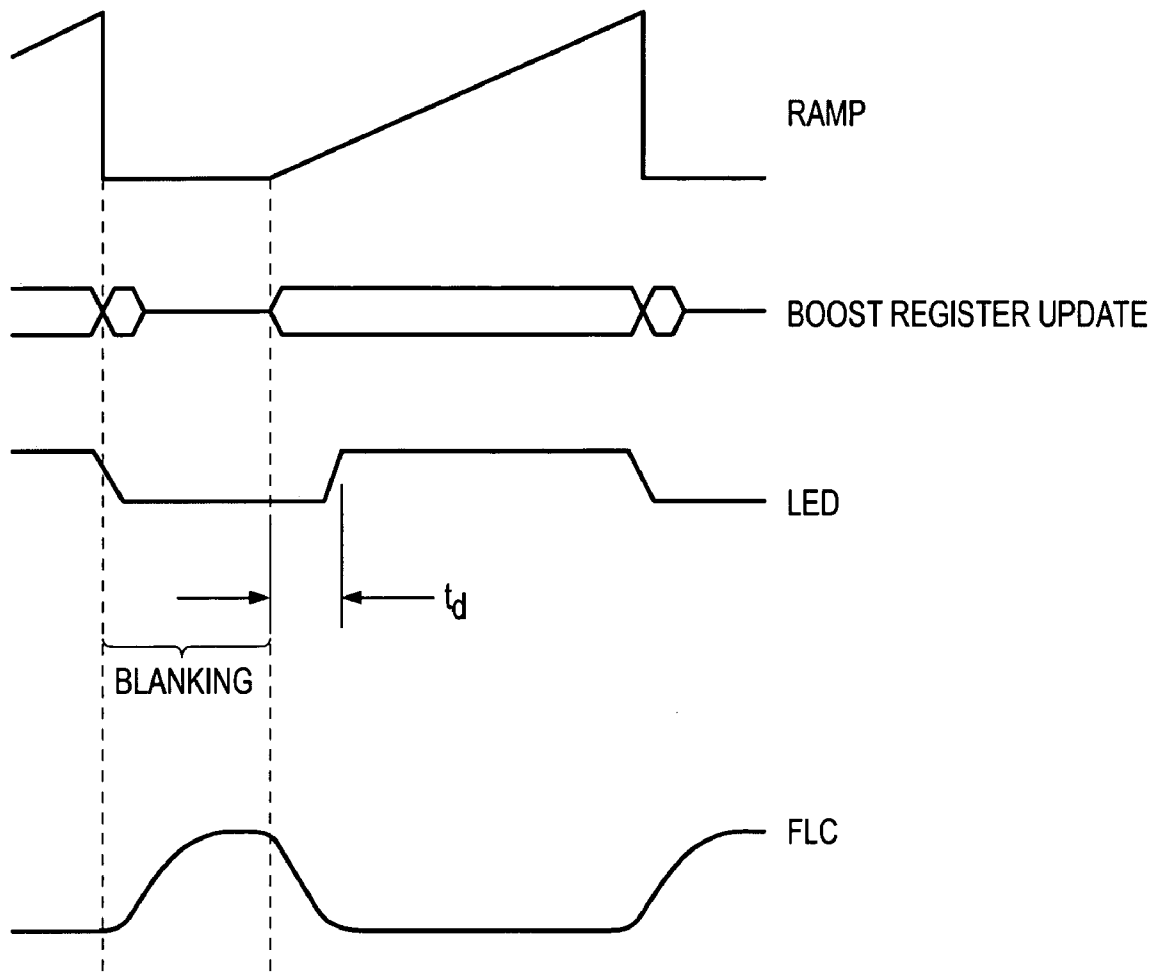 RAMP
BOOST REGISTER UPDATE
LED
td
BLANKING
FLC